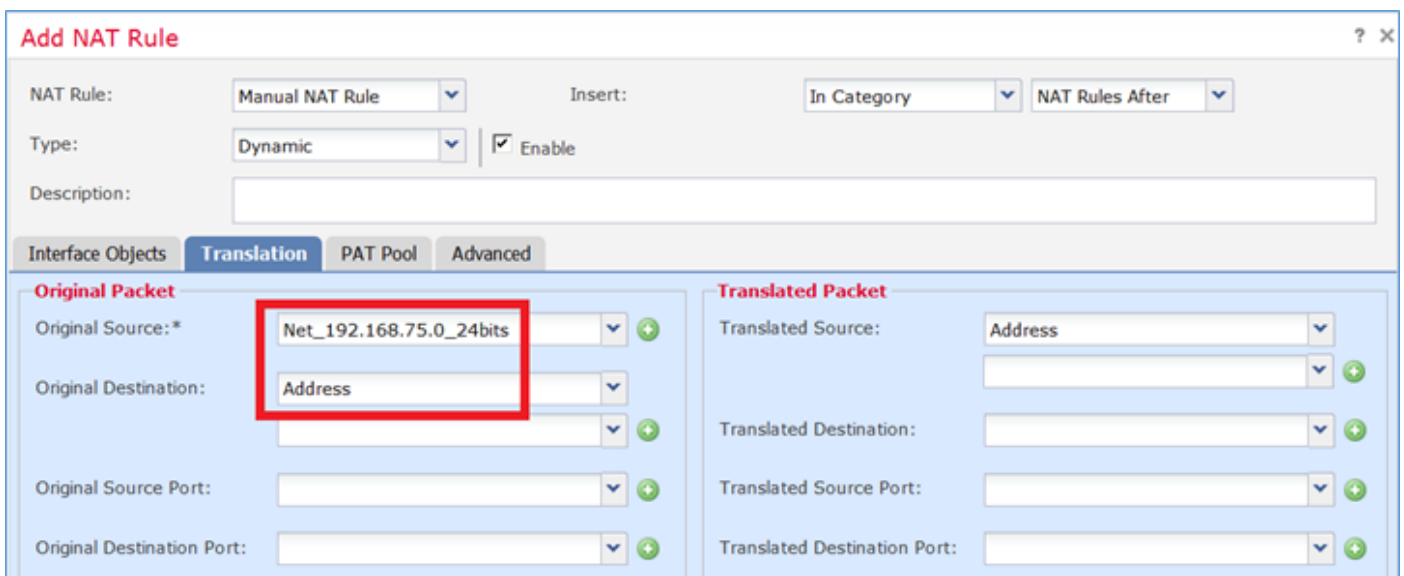 Add NAT Rule ? ×
NAT Rule: Manual NAT Rule Insert: In Category NAT Rules After
Type: Dynamic Enable
Description:
Interface Objects Translation PAT Pool Advanced
Original Packet Translated Packet
Original Source:* Net_192.168.75.0_24bits Translated Source: Address
Original Destination: Address
Translated Destination:
Original Source Port: Translated Source Port:
Original Destination Port: Translated Destination Port: